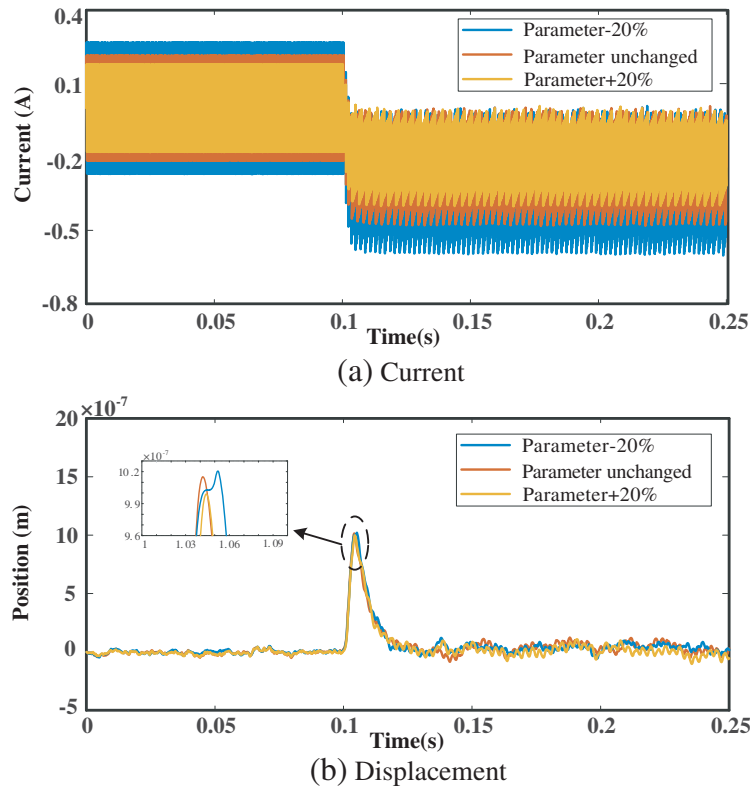 0.4
0.1
-0.2
-0.5
-0.8
Current (A)
Parameter-20%
Parameter unchanged
Parameter+20%
0 0.05 0.1 0.15 0.2 0.25
Time(s)
(a) Current
×10-7
20
15
10
5
0
-5
Position (m)
Parameter-20%
Parameter unchanged
Parameter+20%
×10-7
10.2
9.9
9.6
1 1.03 1.06 1.09
0 0.05 0.1 0.15 0.2 0.25
Time(s)
(b) Displacement